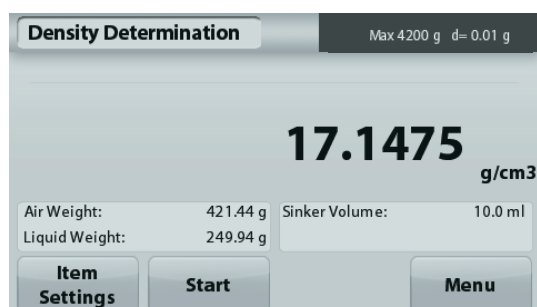 Density Determination
Max 4200 g d= 0.01 g
17.1475
g/cm3
Air Weight: 421.44 g
Liquid Weight: 249.94 g
Sinker Volume: 10.0 ml
Item
Settings
Start
Menu